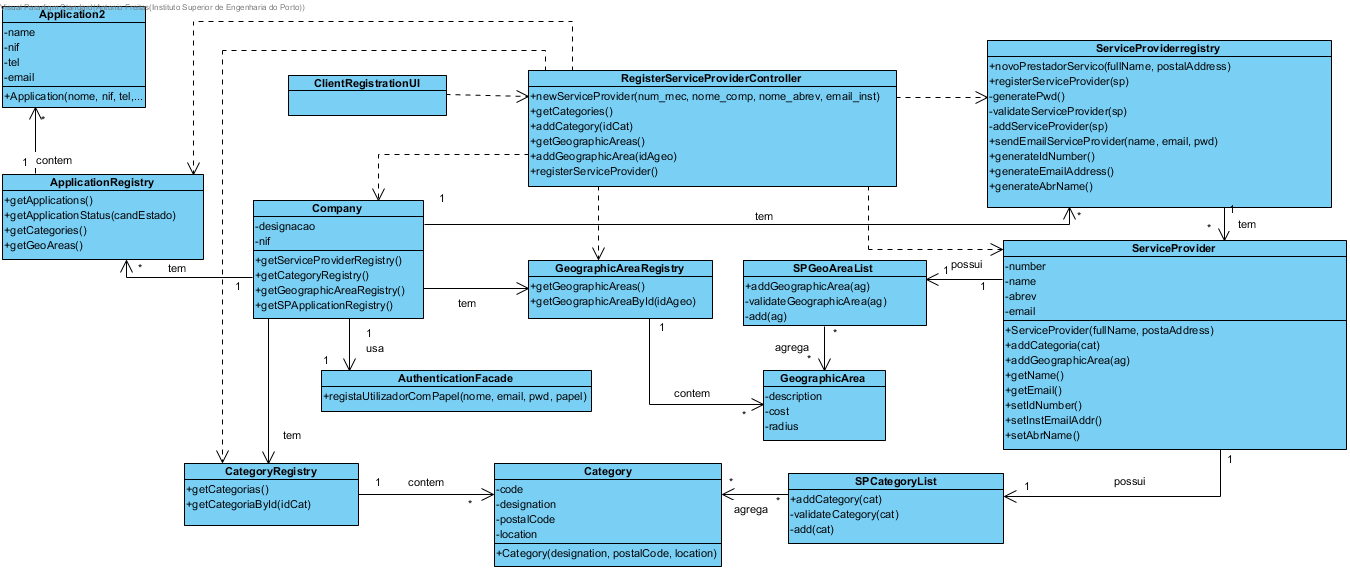 (Instituto Superior de Engenharia do Porto))
Application2
-name
-nif
-tel
-email
+Application(nome, nif, tel,...
*
1
contem
ApplicationRegistry
+getApplications()
+getApplicationStatus(candEstado)
+getCategories()
+getGeoAreas()
*
tem
1
ClientRegistrationUI
RegisterServiceProviderController
+newServiceProvider(num_mec, nome_comp, nome_abrev, email_inst)
+getCategories()
+addCategory(idCat)
+getGeographicAreas()
+addGeographicArea(idAgeo)
+registerServiceProvider()
ServiceProviderregistry
+novoPrestadorServico(fullName, postalAddress)
+registerServiceProvider(sp)
-generatePwd()
-validateServiceProvider(sp)
-addServiceProvider(sp)
+sendEmailServiceProvider(name, email, pwd)
+generateIdNumber()
+generateEmailAddress()
+generateAbrName()
Company
-designacao
-nif
+getServiceProviderRegistry()
+getCategoryRegistry()
+getGeographicAreaRegistry()
+getSPApplicationRegistry()
1
tem
*
1
*
tem
GeographicAreaRegistry
+getGeographicAreas()
+getGeographicAreaById(idAgeo)
tem
SPGeoAreaList
+addGeographicArea(ag)
-validateGeographicArea(ag)
-add(ag)
possui
1
1
ServiceProvider
-number
-name
-abrev
-email
+ServiceProvider(fullName, postaAddress)
+addCategoria(cat)
+addGeographicArea(ag)
+getName()
+getEmail()
+setIdNumber()
+setInstEmailAddr()
+setAbrName()
1
usa
1
AuthenticationFacade
+registaUtilizadorComPapel(nome, email, pwd, papel)
1
contem
*
*
agrega
*
GeographicArea
-description
-cost
-radius
tem
CategoryRegistry
+getCategorias()
+getCategoriaById(idCat)
1
contem
*
Category
-code
-designation
-postalCode
-location
+Category(designation, postalCode, location)
*
agrega
*
SPCategoryList
+addCategory(cat)
-validateCategory(cat)
-add(cat)
1
possui
1